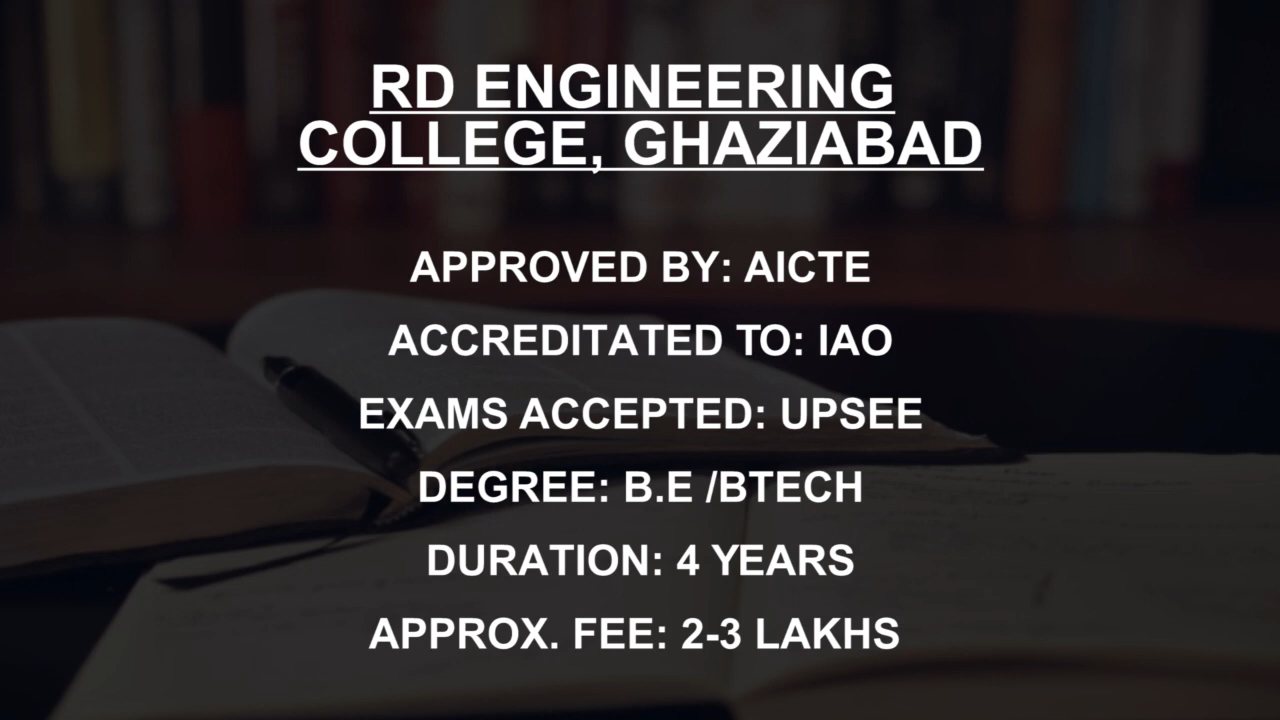 RD ENGINEERING
COLLEGE, GHAZIABAD
APPROVED BY: AICTE
ACCREDITATED TO: IAO
EXAMS ACCEPTED: UPSEE
DEGREE: B.E /BTECH
DURATION: 4 YEARS
APPROX. FEE: 2-3 LAKHS